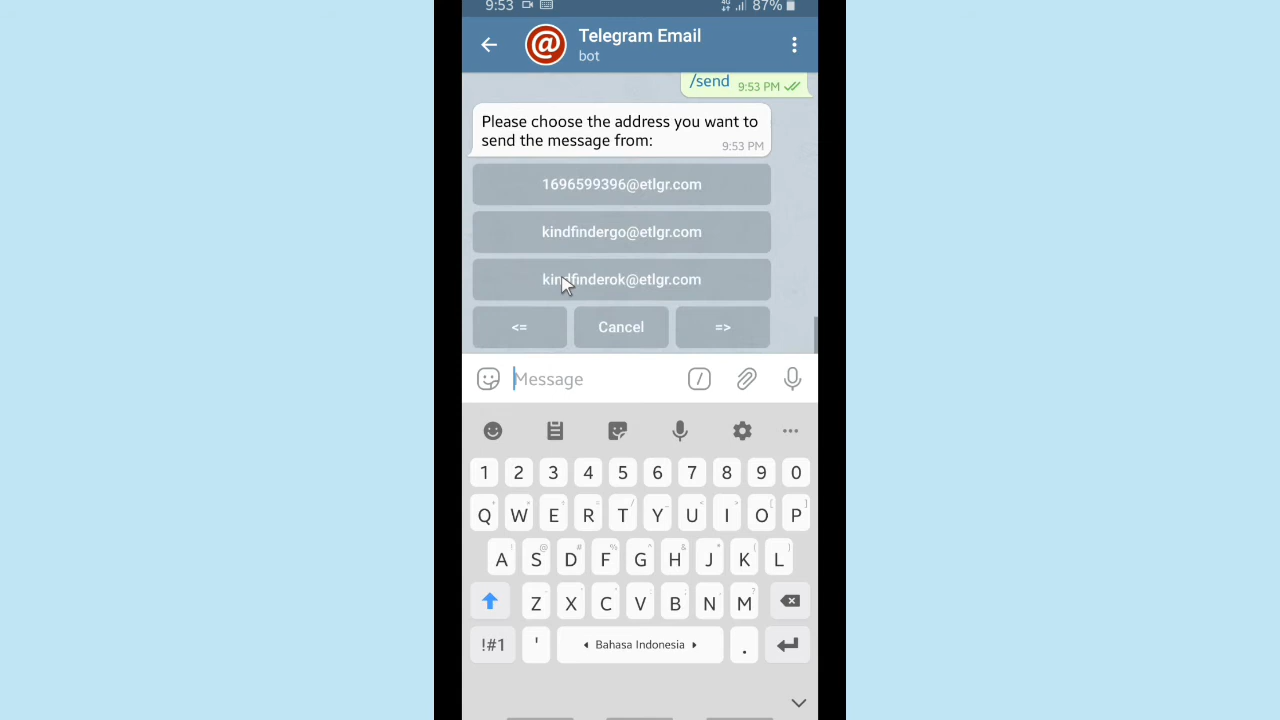 9:53 4G 87%
Telegram Email
bot
/send 9:53 PM
Please choose the address you want to
send the message from:
9:53 PM
1696599396@etlgr.com
kindfindergo@etlgr.com
kindfinderok@etlgr.com
<= Cancel =>
Message
1 2 3 4 5 6 7 8 9 0
Q W E R T Y U I O P
A S D F G H J K L
Z X C V B N M
!#1 ' Bahasa Indonesia .